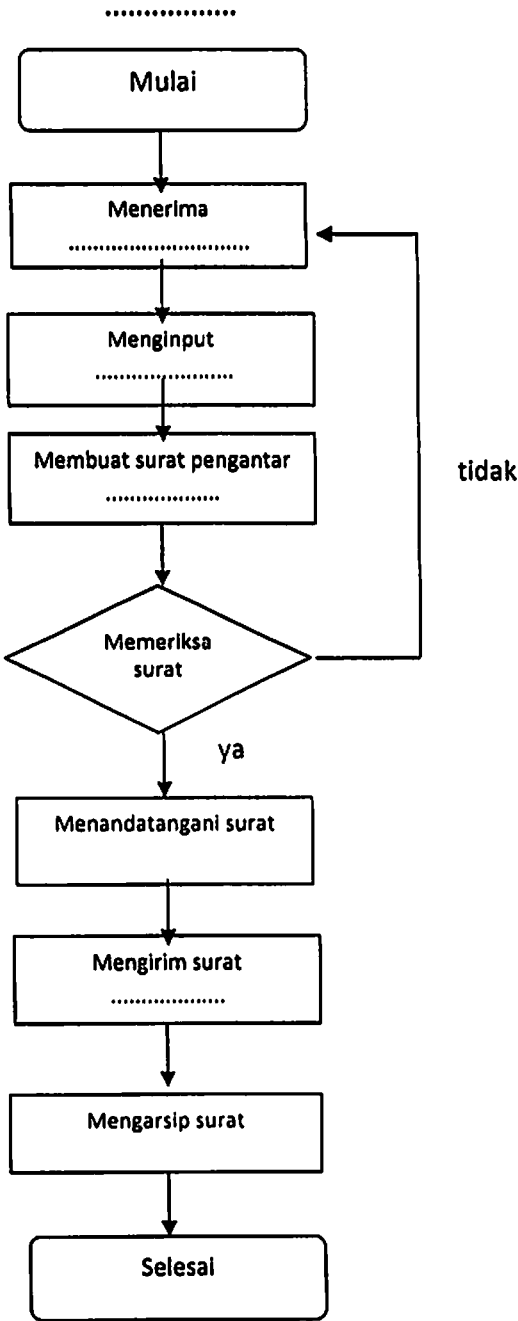 ....................
Mulai
Menerima
..............................
Menginput
.......................
Membuat surat pengantar
...................
tidak
Memeriksa
surat
ya
Menandatangani surat
Mengirim surat
...................
Mengarsip surat
Selesai